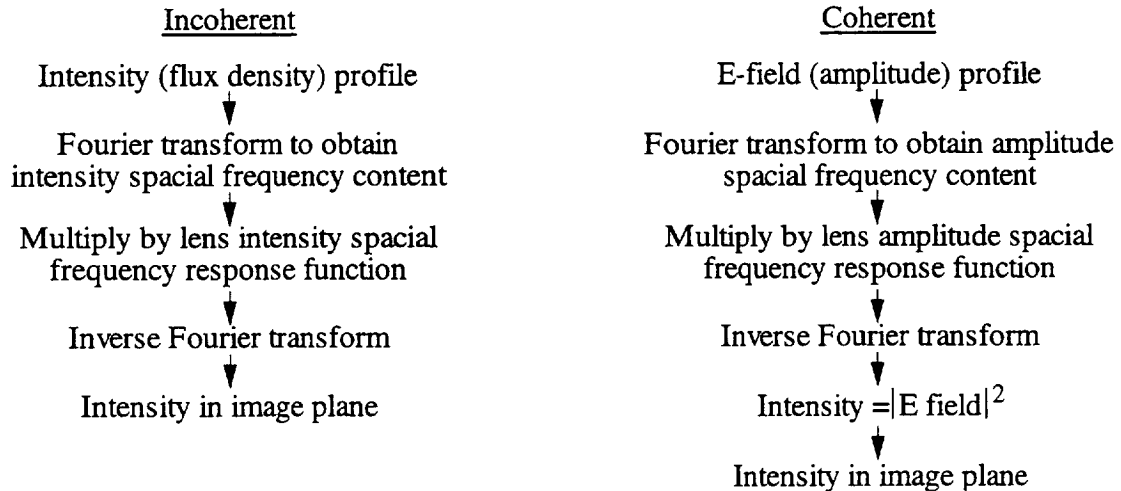 Incoherent
Intensity (flux density) profile
Fourier transform to obtain
intensity spacial frequency content
Multiply by lens intensity spacial
frequency response function
Inverse Fourier transform
Intensity in image plane
Coherent
E-field (amplitude) profile
Fourier transform to obtain amplitude
spacial frequency content
Multiply by lens amplitude spacial
frequency response function
Inverse Fourier transform
Intensity =|E field|²
Intensity in image plane